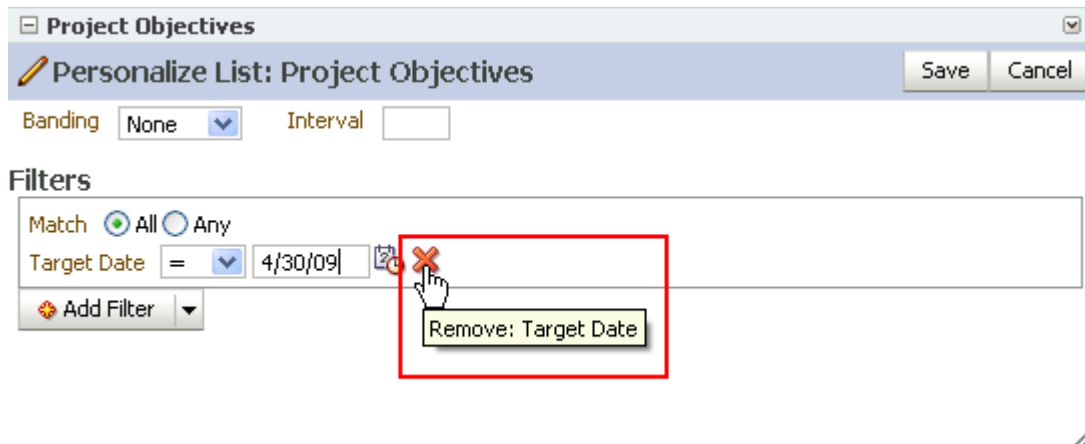 Project Objectives
Personalize List: Project Objectives Save Cancel
Banding None Interval
Filters
Match All Any
Target Date = 4/30/09
Add Filter
Remove: Target Date